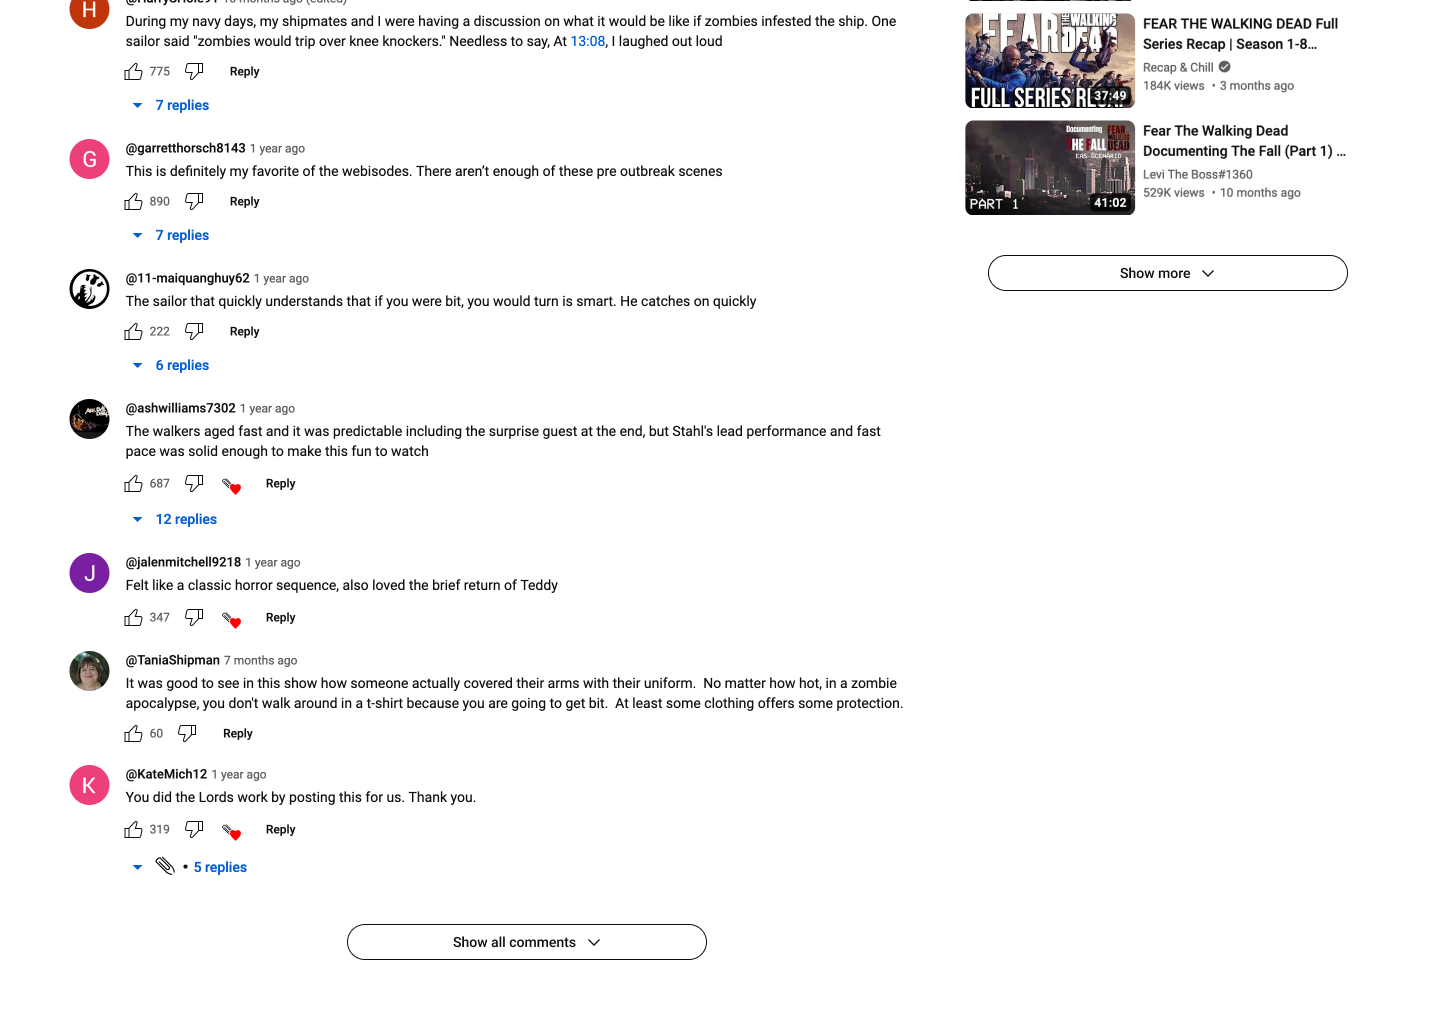 H
During my navy days, my shipmates and I were having a discussion on what it would be like if zombies infested the ship. One
sailor said "zombies would trip over knee knockers." Needless to say, At 13:08, I laughed out loud
775 Reply
7 replies
G
@garretthorsch8143 1 year ago
This is definitely my favorite of the webisodes. There aren’t enough of these pre outbreak scenes
890 Reply
7 replies
@11-maiquanghuy62 1 year ago
The sailor that quickly understands that if you were bit, you would turn is smart. He catches on quickly
222 Reply
6 replies
@ashwilliams7302 1 year ago
The walkers aged fast and it was predictable including the surprise guest at the end, but Stahl's lead performance and fast
pace was solid enough to make this fun to watch
687 Reply
12 replies
J
@jalenmitchell9218 1 year ago
Felt like a classic horror sequence, also loved the brief return of Teddy
347 Reply
@TaniaShipman 7 months ago
It was good to see in this show how someone actually covered their arms with their uniform.  No matter how hot, in a zombie
apocalypse, you don't walk around in a t-shirt because you are going to get bit.  At least some clothing offers some protection.
60 Reply
K
@KateMich12 1 year ago
You did the Lords work by posting this for us. Thank you.
319 Reply
• 5 replies
Show all comments
FEAR THE WALKING DEAD
FULL SERIES
37:49
FEAR THE WALKING DEAD Full
Series Recap | Season 1-8...
Recap & Chill
184K views • 3 months ago
Documenting
THE FALL
EAS SCENARIO
FEAR THE WALKING DEAD
PART 1
41:02
Fear The Walking Dead
Documenting The Fall (Part 1) ...
Levi The Boss#1360
529K views • 10 months ago
Show more